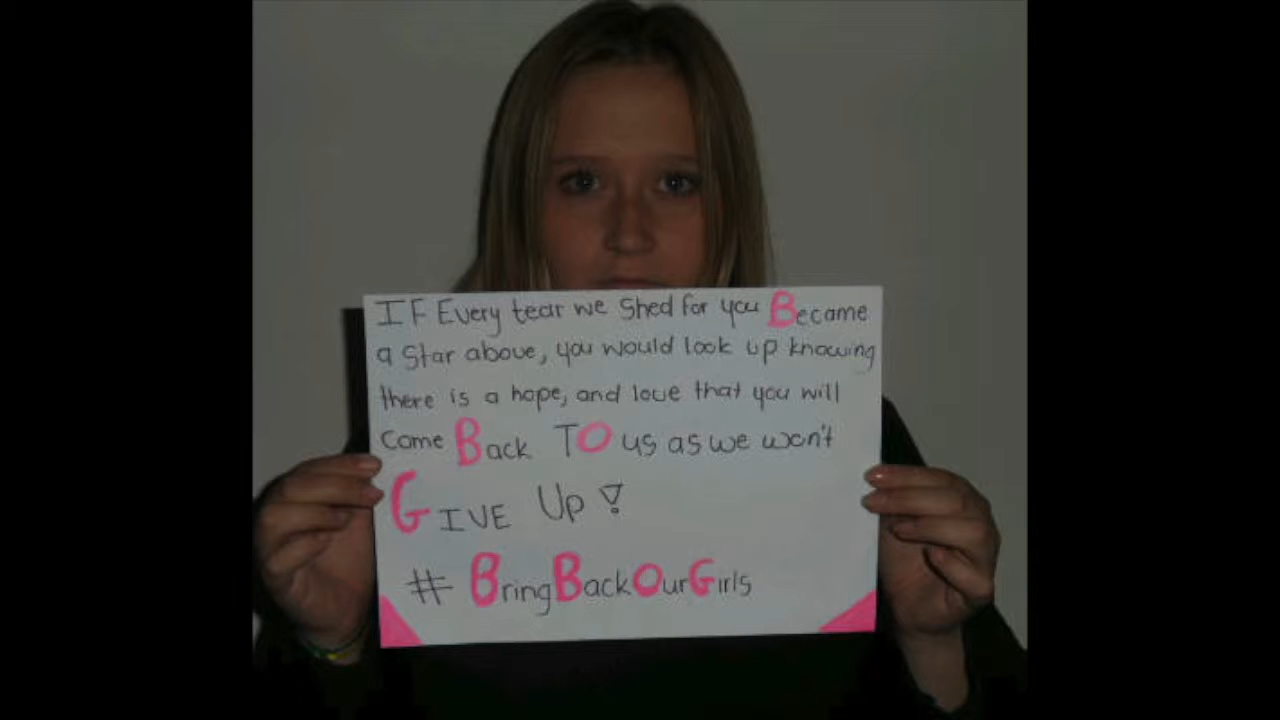 IF Every tear we Shed for you Became
a Star above, you would look up knowing
there is a hope, and love that you will
Come Back TO us as we won't
GIVE Up!
# BringBackOurGirls